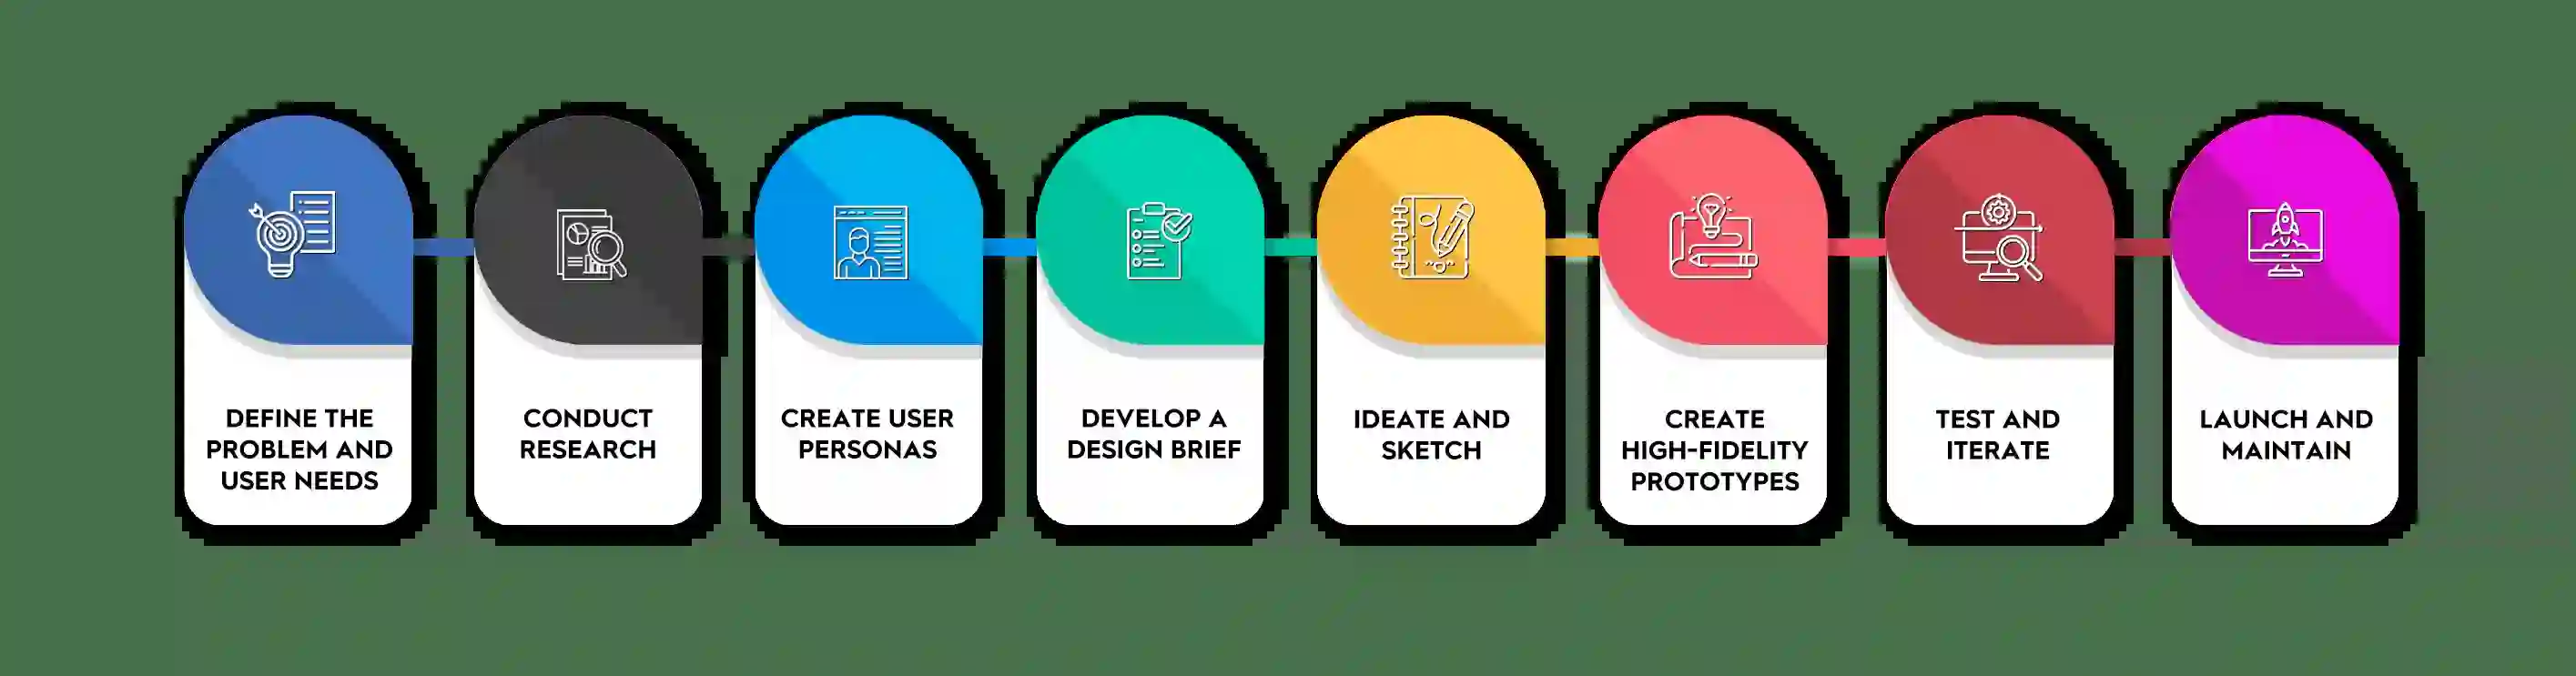 DEFINE THE
PROBLEM AND
USER NEEDS
CONDUCT
RESEARCH
CREATE USER
PERSONAS
DEVELOP A
DESIGN BRIEF
IDEATE AND
SKETCH
CREATE
HIGH-FIDELITY
PROTOTYPES
TEST AND
ITERATE
LAUNCH AND
MAINTAIN